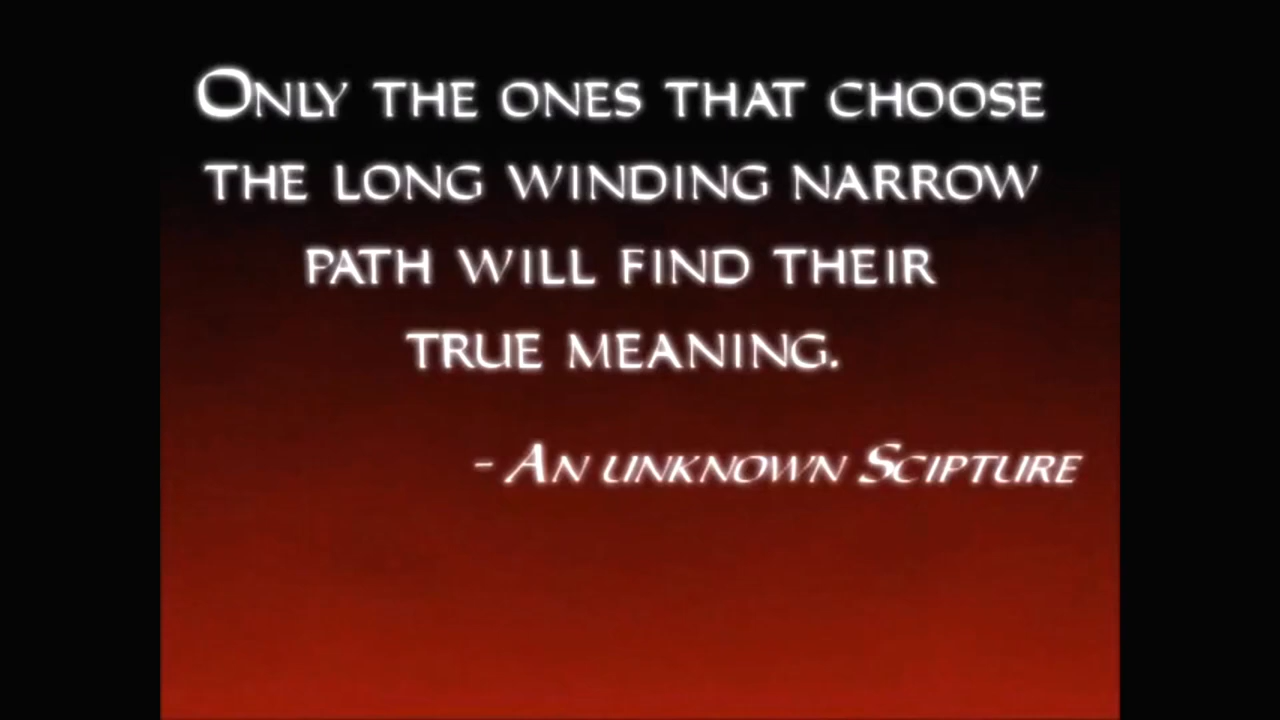 Only the ones that choose
the long winding narrow
path will find their
true meaning.
- An unknown Scipture